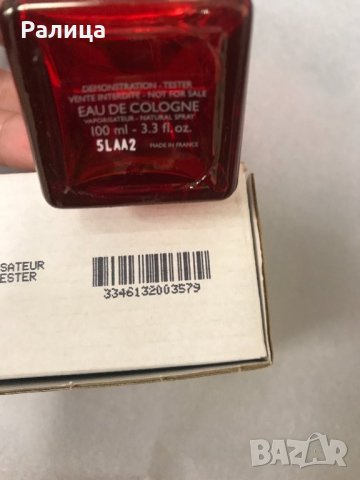 Ралица
DEMONSTRATION - TESTER
VENTE INTERDITE - NOT FOR SALE
EAU DE COLOGNE
VAPORISATEUR - NATURAL SPRAY
100 ml - 3.3 fl. oz.
5LAA2 MADE IN FRANCE
SATEUR
ESTER
3346132003579
BAZAR
bg